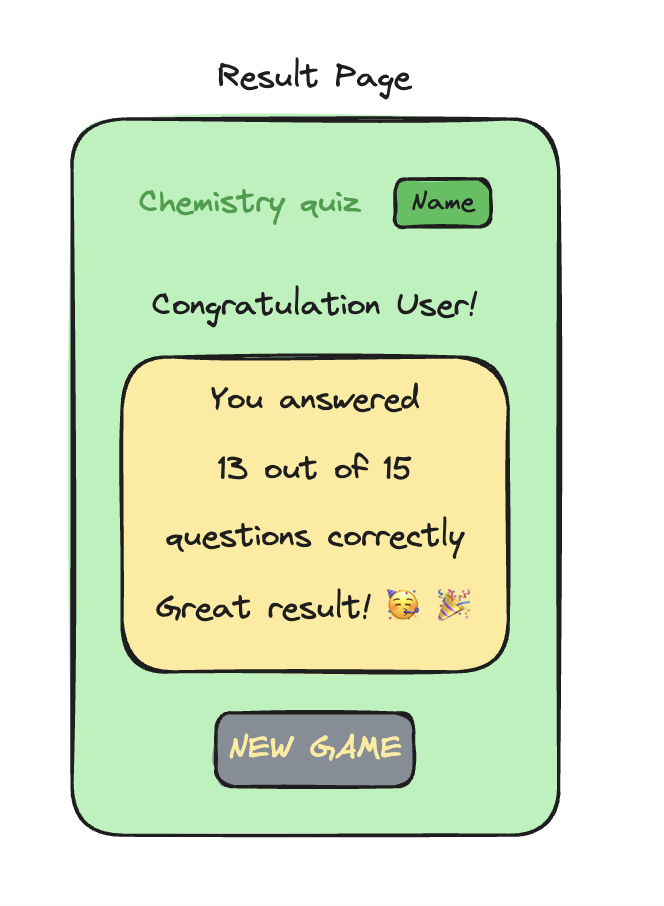 Result Page
Chemistry quiz Name
Congratulation User!
You answered
13 out of 15
questions correctly
Great result! 🥳 🎉
NEW GAME